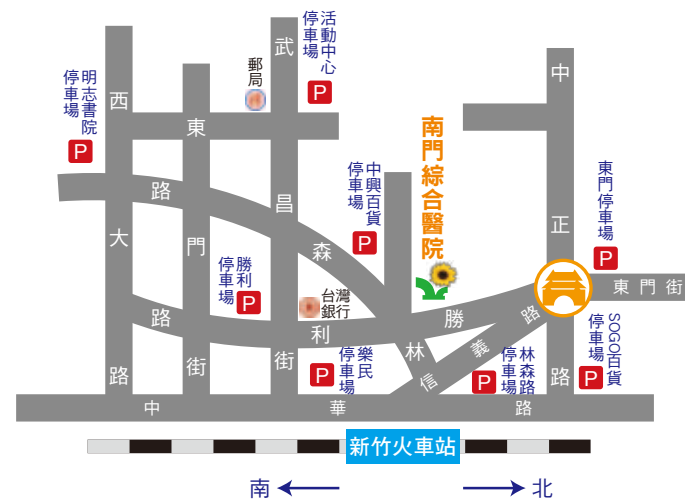 活動中心
停車場
武昌街
郵局
西大路
東門街
中正路
明志書院
停車場
P
P
南門綜合醫院
中興百貨
停車場
P
東門停車場
P
林森路
勝利
停車場
P
台灣
銀行
東門街
勝利路
信義路
樂民
停車場
P
林森路
停車場
P
SOGO百貨
停車場
P
中華路
新竹火車站
南
北